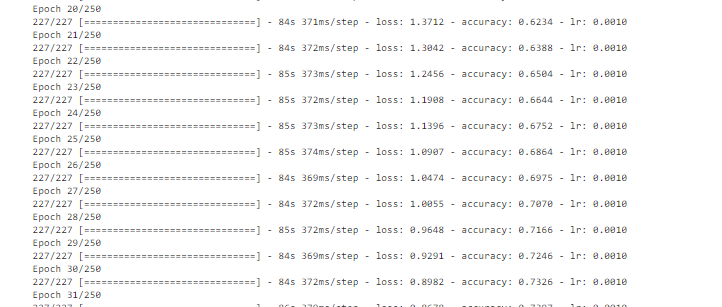 Epoch 20/250
227/227 [==============================] - 84s 371ms/step - loss: 1.3712 - accuracy: 0.6234 - lr: 0.0010
Epoch 21/250
227/227 [==============================] - 84s 372ms/step - loss: 1.3042 - accuracy: 0.6388 - lr: 0.0010
Epoch 22/250
227/227 [==============================] - 85s 373ms/step - loss: 1.2456 - accuracy: 0.6504 - lr: 0.0010
Epoch 23/250
227/227 [==============================] - 85s 372ms/step - loss: 1.1908 - accuracy: 0.6644 - lr: 0.0010
Epoch 24/250
227/227 [==============================] - 85s 373ms/step - loss: 1.1396 - accuracy: 0.6752 - lr: 0.0010
Epoch 25/250
227/227 [==============================] - 85s 374ms/step - loss: 1.0907 - accuracy: 0.6864 - lr: 0.0010
Epoch 26/250
227/227 [==============================] - 84s 369ms/step - loss: 1.0474 - accuracy: 0.6975 - lr: 0.0010
Epoch 27/250
227/227 [==============================] - 84s 372ms/step - loss: 1.0055 - accuracy: 0.7070 - lr: 0.0010
Epoch 28/250
227/227 [==============================] - 85s 372ms/step - loss: 0.9648 - accuracy: 0.7166 - lr: 0.0010
Epoch 29/250
227/227 [==============================] - 84s 369ms/step - loss: 0.9291 - accuracy: 0.7246 - lr: 0.0010
Epoch 30/250
227/227 [==============================] - 84s 372ms/step - loss: 0.8982 - accuracy: 0.7326 - lr: 0.0010
Epoch 31/250